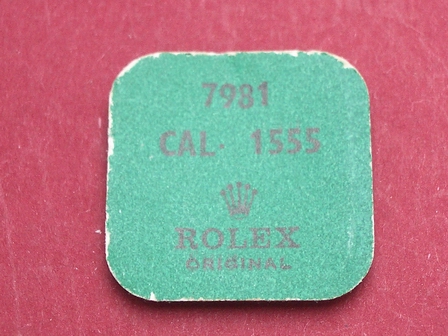 7981
CAL. 1555
ROLEX
ORIGINAL